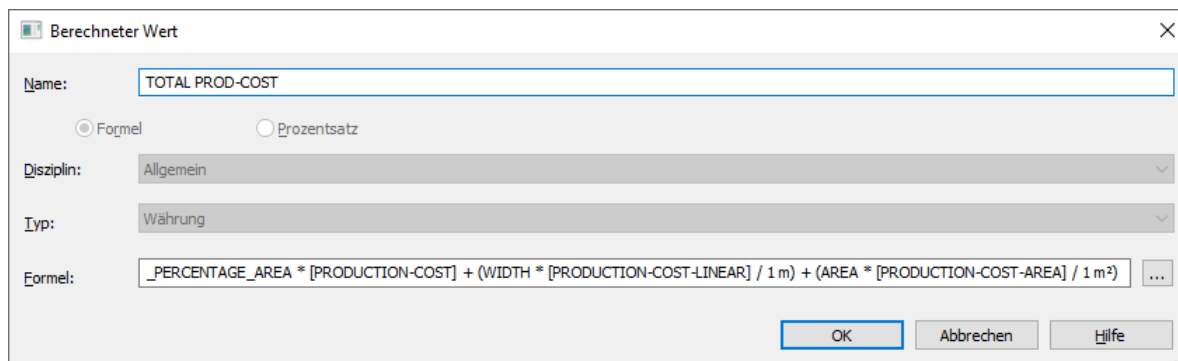 Berechneter Wert
Name: TOTAL PROD-COST
Formel Prozentsatz
Disziplin: Allgemein
Typ: Währung
Formel: _PERCENTAGE_AREA * [PRODUCTION-COST] + (WIDTH * [PRODUCTION-COST-LINEAR] / 1 m) + (AREA * [PRODUCTION-COST-AREA] / 1 m²) ...
OK Abbrechen Hilfe